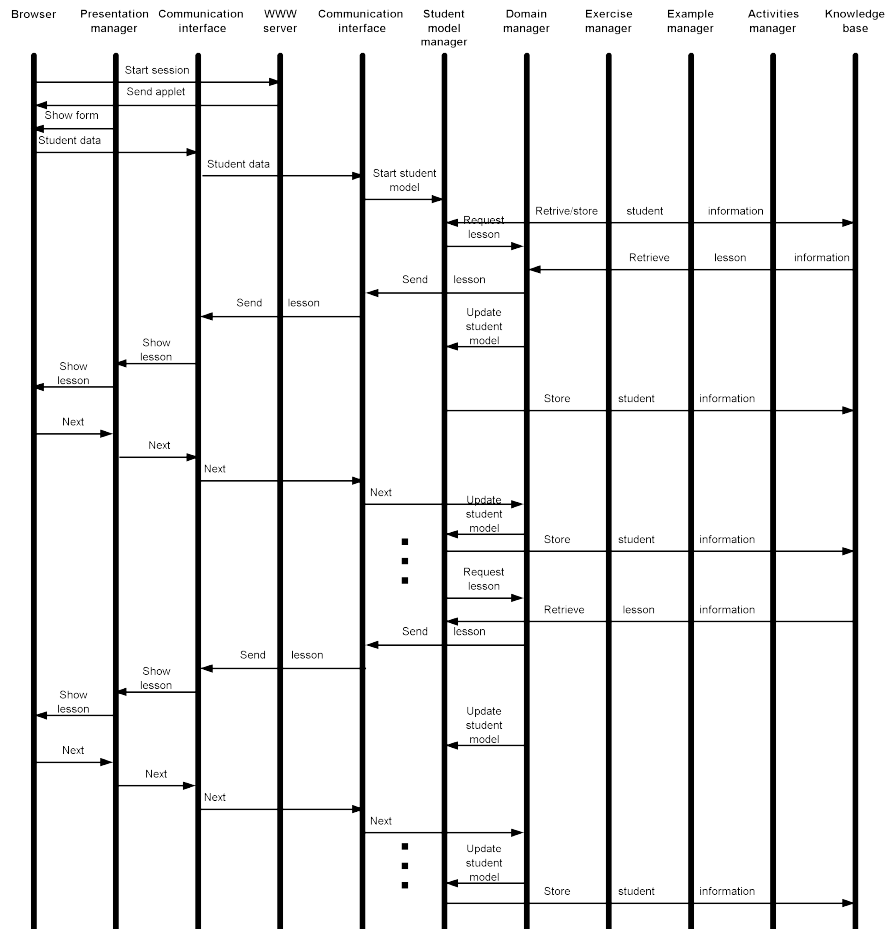 Browser
Presentation
manager
Communication
interface
WWW
server
Communication
interface
Student
model
manager
Domain
manager
Exercise
manager
Example
manager
Activities
manager
Knowledge
base
Start session
Send applet
Show form
Student data
Student data
Start student
model
Retrive/store student information
Request
lesson
Retrieve lesson information
Send lesson
Send lesson
Update
student
model
Show
lesson
Show
lesson
Store student information
Next
Next
Next
Next
Update
student
model
Store student information
Request
lesson
Retrieve lesson information
Send lesson
Send lesson
Show
lesson
Show
lesson
Update
student
model
Next
Next
Next
Next
Update
student
model
Store student information